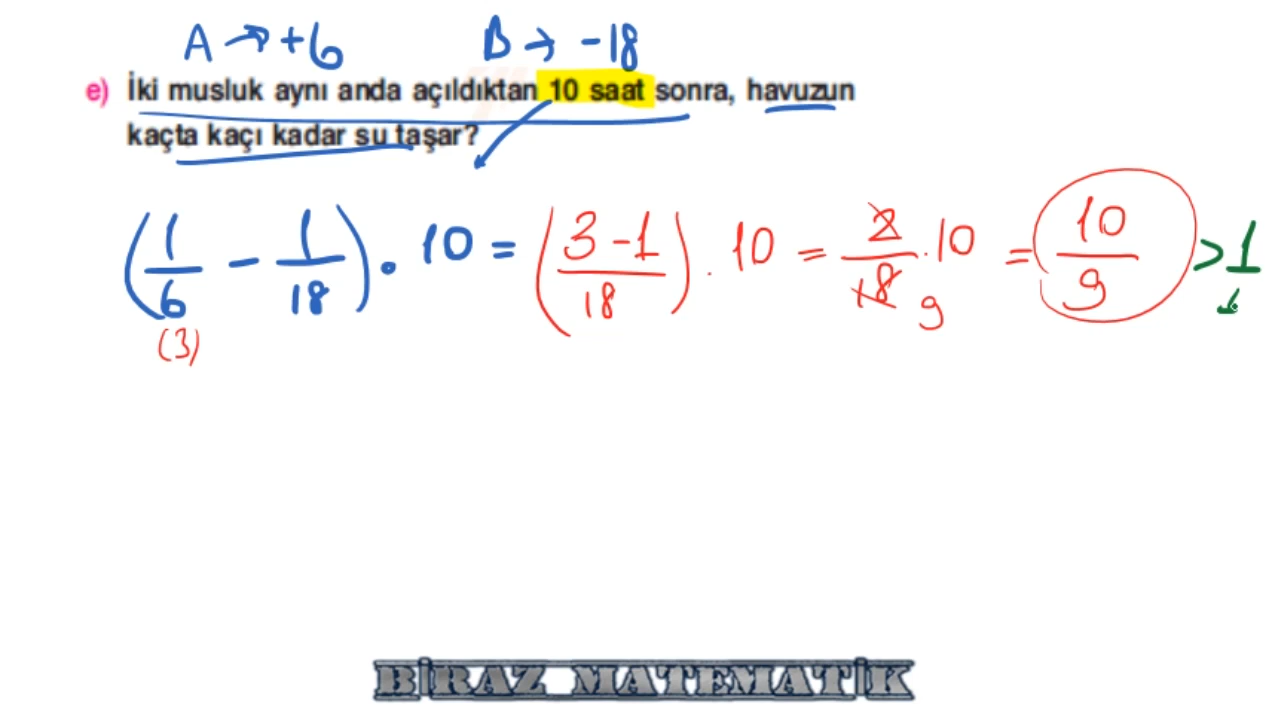 A → +6 B → -18
e) İki musluk aynı anda açıldıktan 10 saat sonra, havuzun
kaçta kaçı kadar su taşar?
(1/6 - 1/18) . 10 = (3-1/18) . 10 = 2/18 . 10 = 10/9 > 1
(3) 9
BİRAZ MATEMATİK